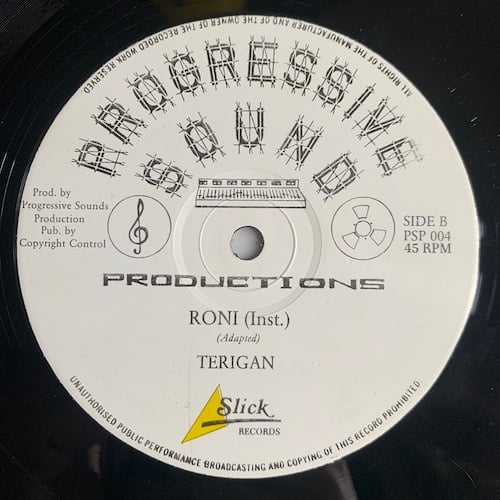 ALL RIGHTS OF THE MANUFACTURER AND OF THE OWNER OF THE RECORDED WORK RESERVED.
PROGRESSIVE
SOUND
Prod. by
Progressive Sounds
Production
Pub. by
Copyright Control
SIDE B
PSP 004
45 RPM
PRODUCTIONS
RONI (Inst.)
(Adapted)
TERIGAN
Slick
RECORDS
UNAUTHORISED PUBLIC PERFORMANCE BROADCASTING AND COPYING OF THIS RECORD PROHIBITED.